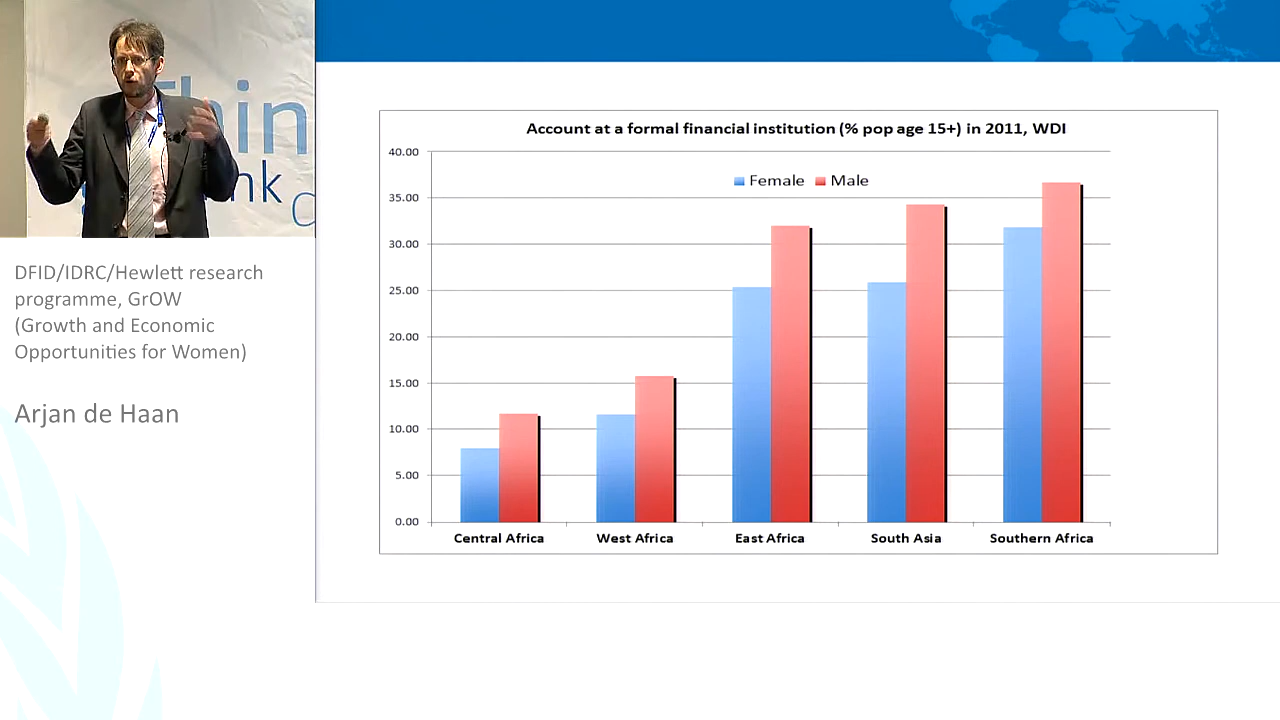 DFID/IDRC/Hewlett research
programme, GrOW
(Growth and Economic
Opportunities for Women)
Arjan de Haan
Account at a formal financial institution (% pop age 15+) in 2011, WDI
Female Male
40.00
35.00
30.00
25.00
20.00
15.00
10.00
5.00
0.00
Central Africa West Africa East Africa South Asia Southern Africa